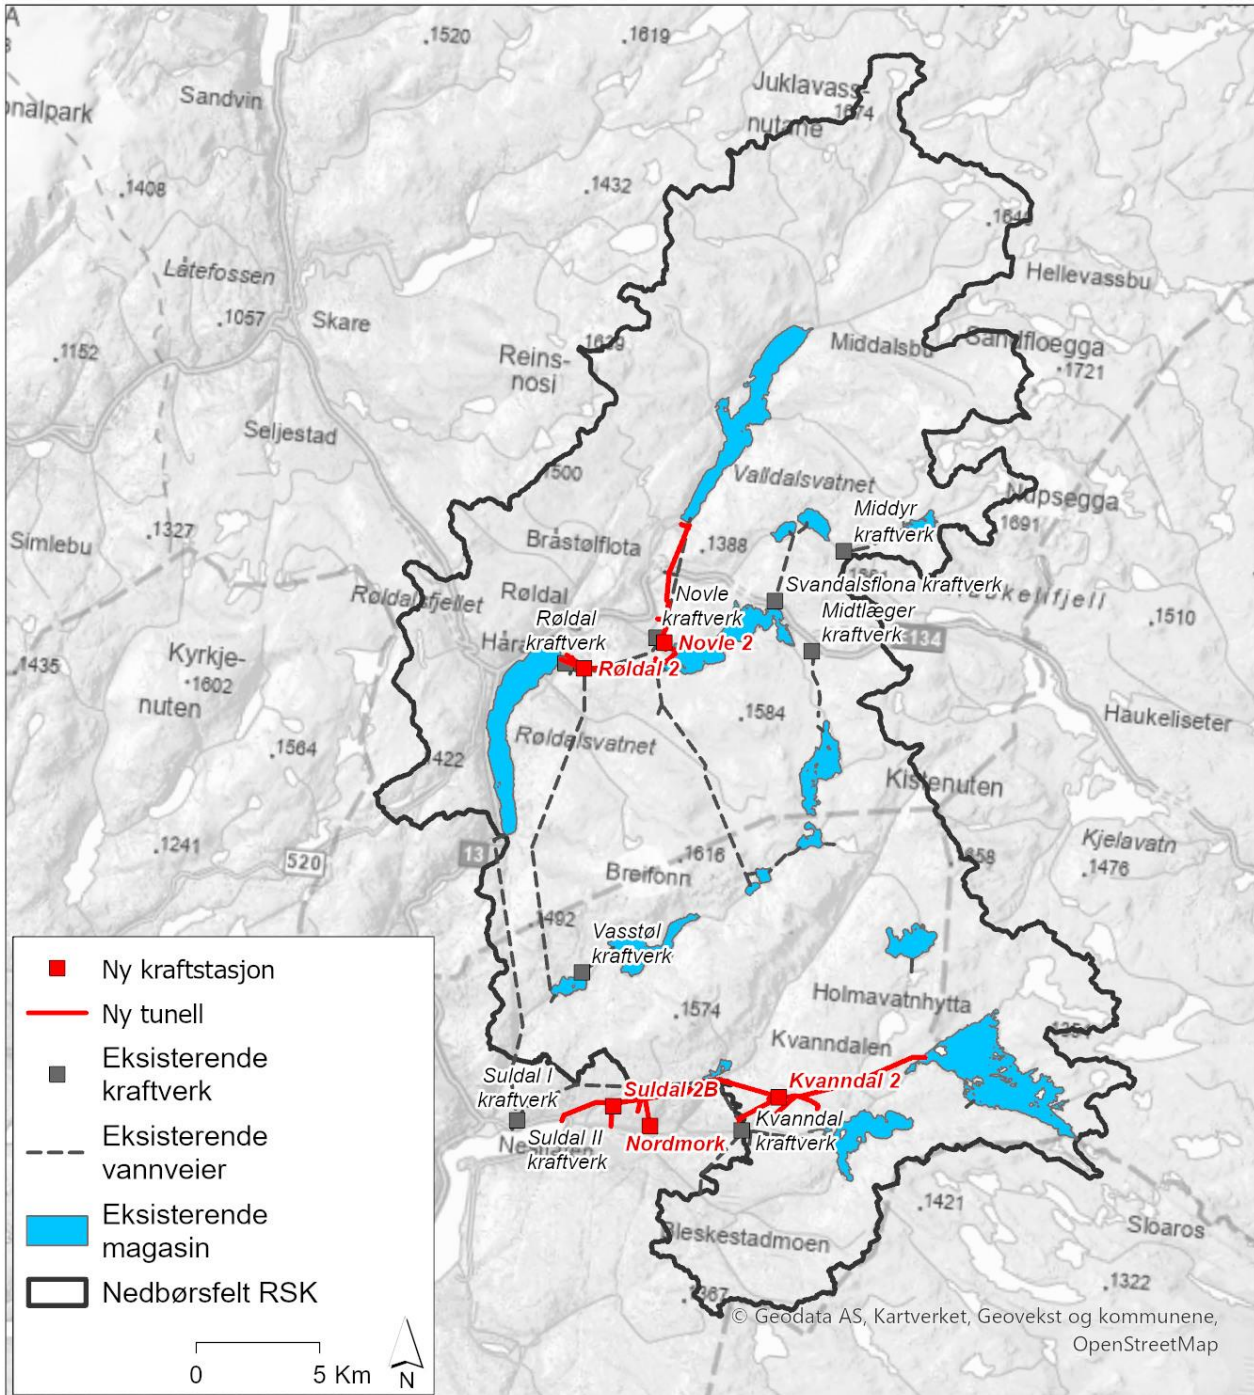 A
.1520
.1619
Sandvin
Juklavass-
1674
nutane
onalpark
.1408
.1432
Låtefossen
Hellevassbu
.1057
Skare
.1152
Reins-
nosi
Middalsbu
Sandfloegga
.1721
Seljestad
1500
Valldalsvatnet
Nupsegga
1691
Middyr
kraftverk
.1327
Simlebu
Bråstølflota
.1388
Røldal
Røldalsfjellet
Svandalsflona kraftverk
Novle
kraftverk
Midtlæger
kraftverk
.1510
134
Røldal
kraftverk
Novle 2
Røldal 2
.1435
Kyrkje-
.1602
nuten
.1584
Haukeliseter
Røldalsvatnet
.1564
1422
Kistenuten
.1241
520
13
.1616
Breifonn
Kjelavatn
.1476
1492
Vasstøl
kraftverk
Holmavatnhytta
.1574
Kvanndalen
Suldal I
kraftverk
Suldal 2B
Kvanndal 2
Suldal II
kraftverk
Nordmork
Kvanndal
kraftverk
.1421
Sloaros
Bleskestadmoen
.1322
.1367
Ny kraftstasjon
Ny tunell
Eksisterende
kraftverk
Eksisterende
vannveier
Eksisterende
magasin
Nedbørsfelt RSK
0
5 Km
N
© Geodata AS, Kartverket, Geovekst og kommunene,
OpenStreetMap